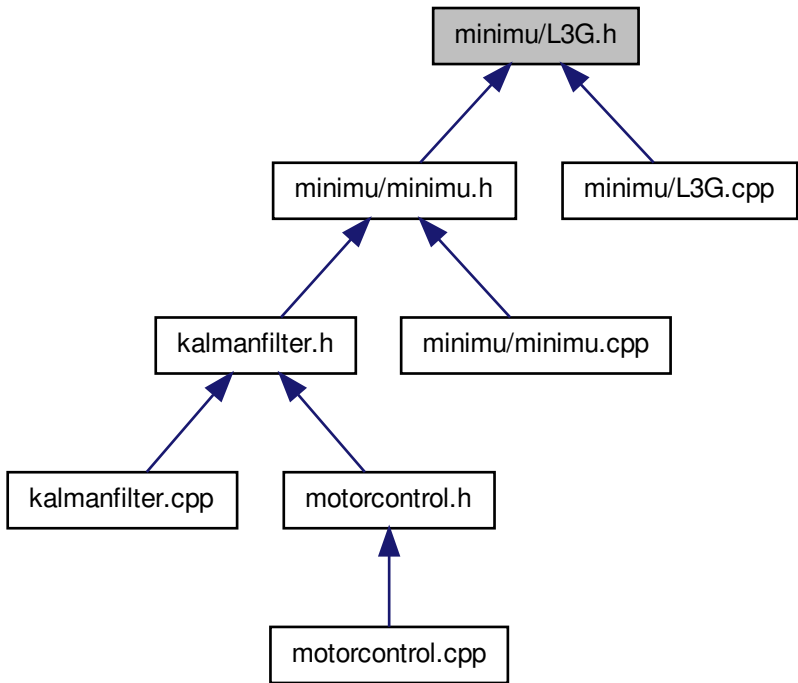 minimu/L3G.h
minimu/minimu.h
minimu/L3G.cpp
kalmanfilter.h
minimu/minimu.cpp
kalmanfilter.cpp
motorcontrol.h
motorcontrol.cpp